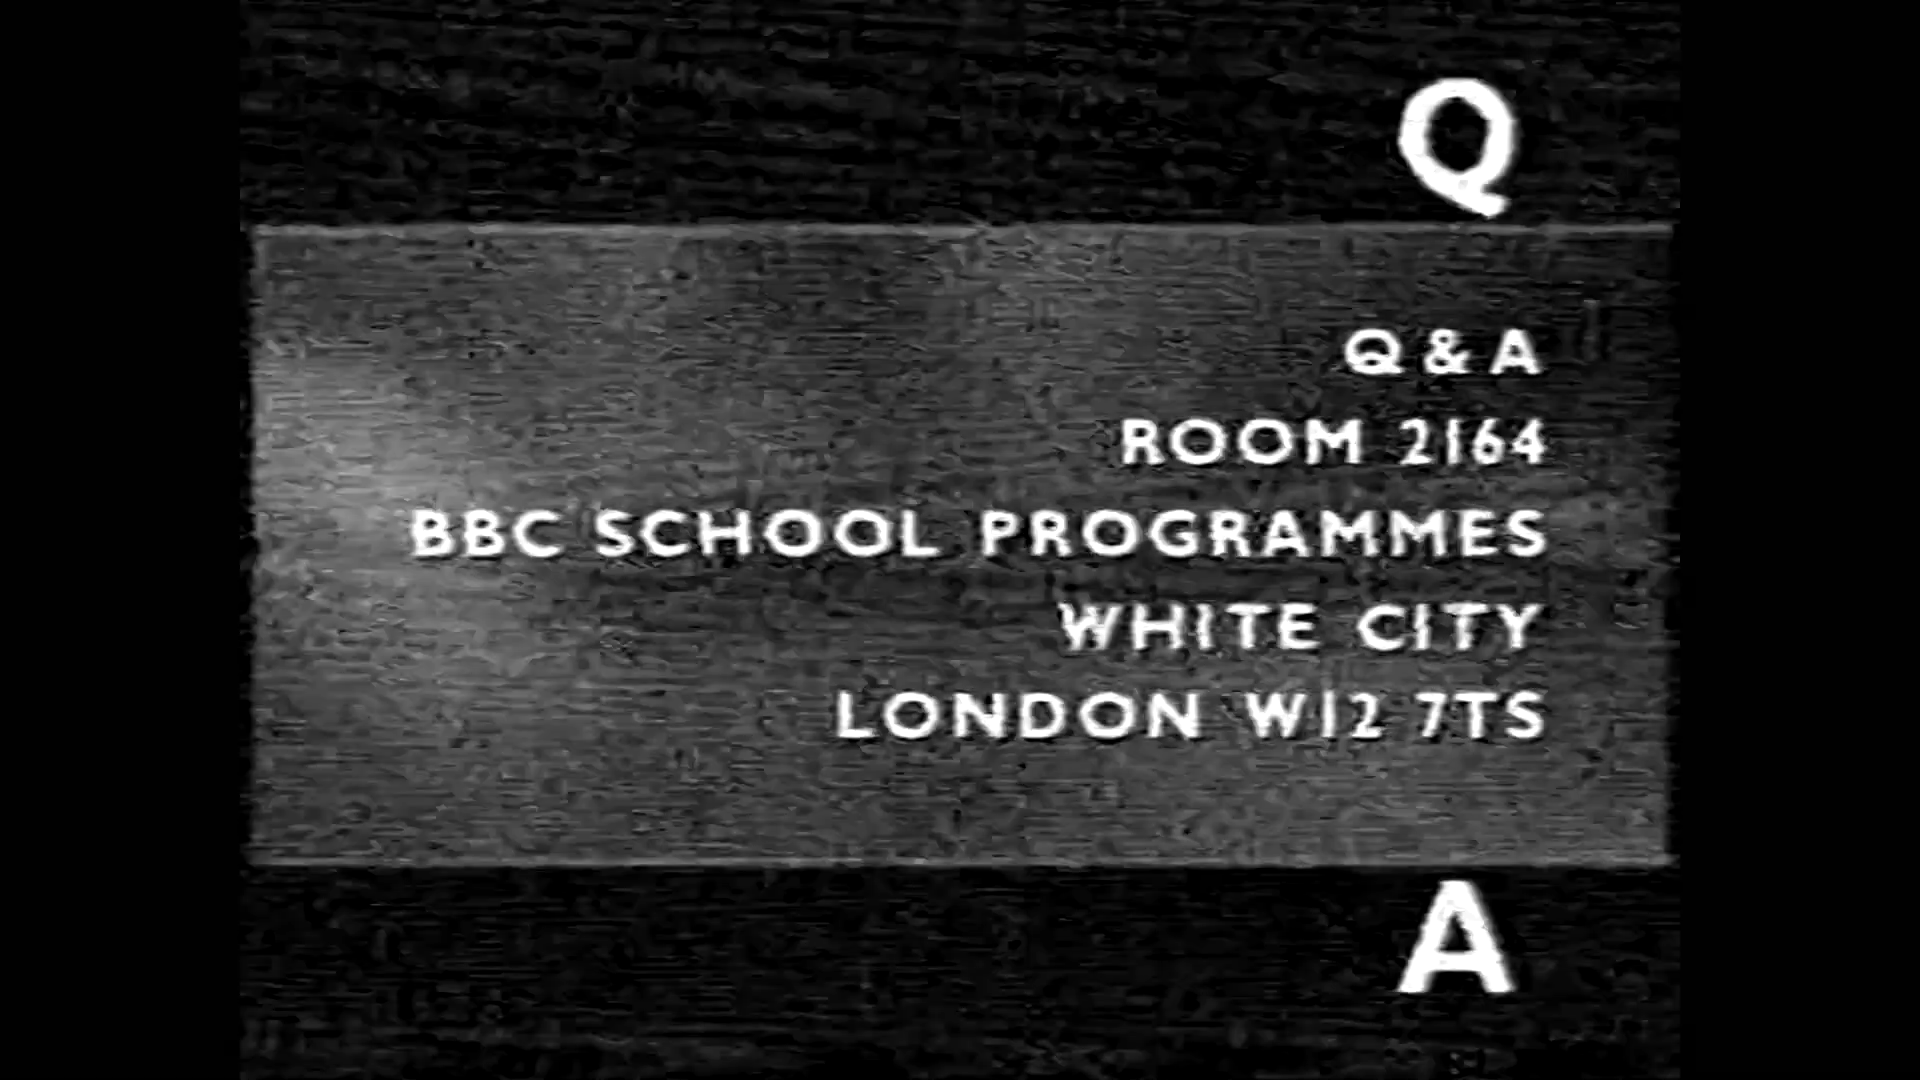 Q
Q & A
ROOM 2164
BBC SCHOOL PROGRAMMES
WHITE CITY
LONDON W12 7TS
A